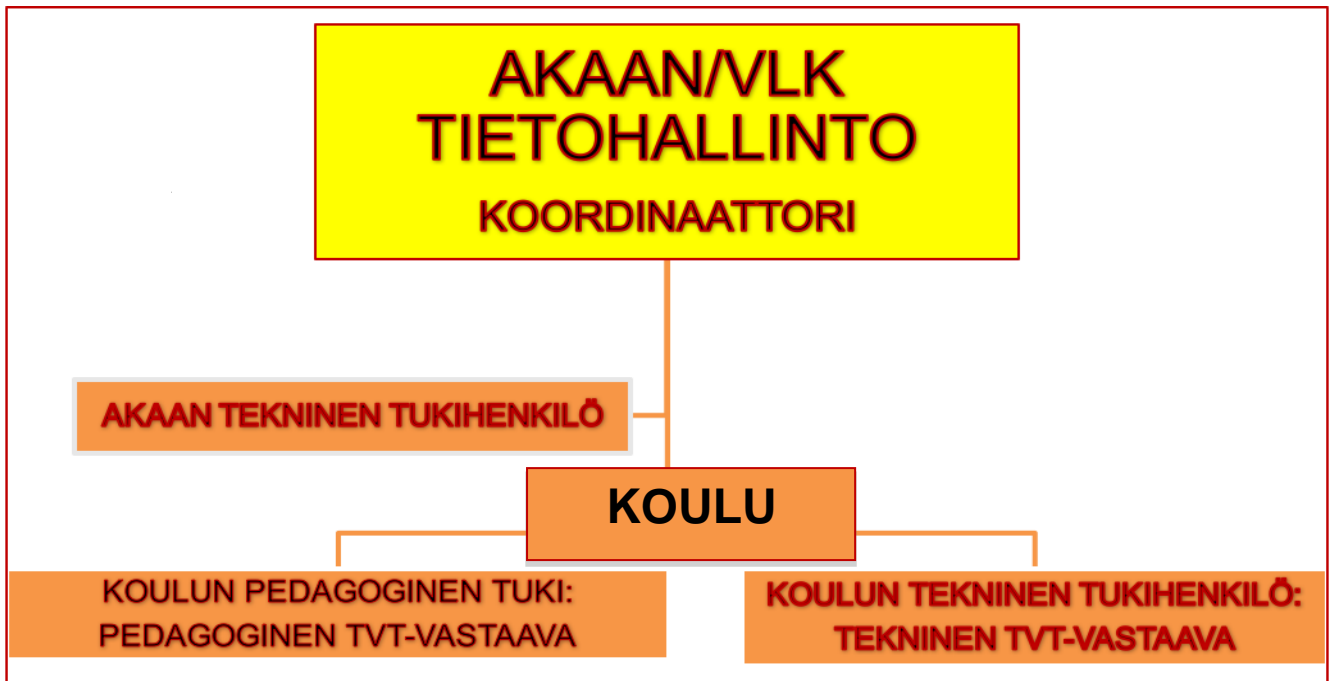 AKAAN/VLK
TIETOHALLINTO
KOORDINAATTORI
AKAAN TEKNINEN TUKIHENKILÖ
KOULU
KOULUN PEDAGOGINEN TUKI:
PEDAGOGINEN TVT-VASTAAVA
KOULUN TEKNINEN TUKIHENKILÖ:
TEKNINEN TVT-VASTAAVA